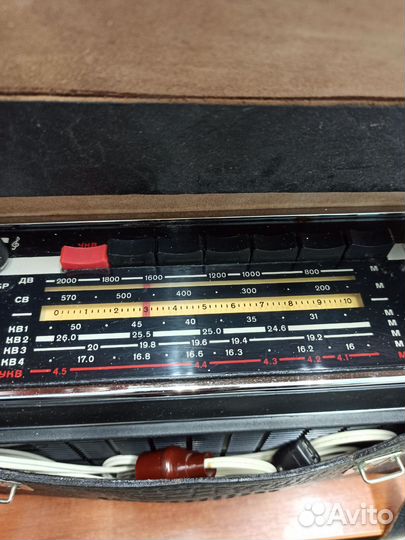 УКВ
ДВ 2000 1800 1600 1200 1000 800 М
СВ 570 500 400 300 200 М
0 1 2 3 4 5 6 7 8 9 10
КВ1 50 45 40 35 31 М
КВ2 26.0 25.5 25.0 24.6 М
КВ3 20 19.8 19.6 19.4 19.2 М
КВ4 17.0 16.8 16.6 16.3 16.2 16 М
УКВ 4.5 4.4 4.3 4.2 4.1 М
Avito